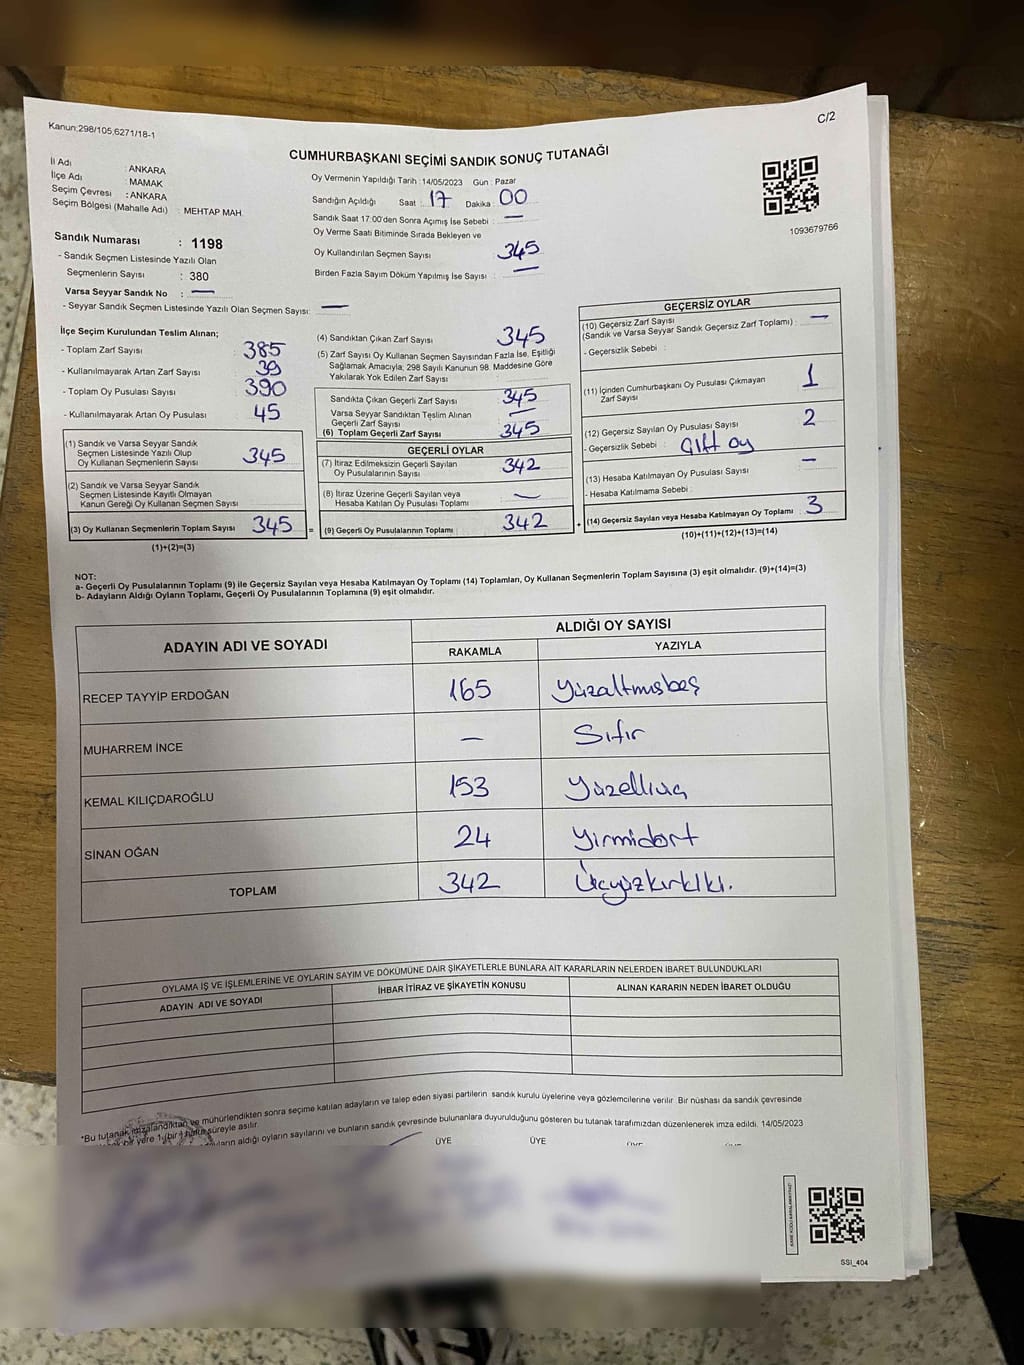 Kanun;298/105,6271/18-1
C/2
CUMHURBAŞKANI SEÇİMİ SANDIK SONUÇ TUTANAĞI
İl Adı : ANKARA
İlçe Adı : MAMAK
Seçim Çevresi : ANKARA
Seçim Bölgesi (Mahalle Adı) : MEHTAP MAH.
Oy Vermenin Yapıldığı Tarih : 14/05/2023 Gün : Pazar
Sandığın Açıldığı Saat : 17 Dakika : 00
Sandık Saat 17:00'den Sonra Açımış İse Sebebi : —
Oy Verme Saati Bitiminde Sırada Bekleyen ve
Oy Kullandırılan Seçmen Sayısı : 345
Birden Fazla Sayım Döküm Yapılmış İse Sayısı : —
1093679766
Sandık Numarası : 1198
- Sandık Seçmen Listesinde Yazılı Olan
Seçmenlerin Sayısı : 380
Varsa Seyyar Sandık No : —
- Seyyar Sandık Seçmen Listesinde Yazılı Olan Seçmen Sayısı: —
İlçe Seçim Kurulundan Teslim Alınan;
- Toplam Zarf Sayısı : 385
- Kullanılmayarak Artan Zarf Sayısı : 39
- Toplam Oy Pusulası Sayısı : 390
- Kullanılmayarak Artan Oy Pusulası : 45
(1) Sandık ve Varsa Seyyar Sandık
Seçmen Listesinde Yazılı Olup
Oy Kullanan Seçmenlerin Sayısı : 345
(2) Sandık ve Varsa Seyyar Sandık
Seçmen Listesinde Kayıtlı Olmayan
Kanun Gereği Oy Kullanan Seçmen Sayısı
(3) Oy Kullanan Seçmenlerin Toplam Sayısı : 345 =
(1)+(2)=(3)
(4) Sandıktan Çıkan Zarf Sayısı : 345
(5) Zarf Sayısı Oy Kullanan Seçmen Sayısından Fazla İse, Eşitliği
Sağlamak Amacıyla; 298 Sayılı Kanunun 98. Maddesine Göre
Yakılarak Yok Edilen Zarf Sayısı :
Sandıkta Çıkan Geçerli Zarf Sayısı : 345
Varsa Seyyar Sandıktan Teslim Alınan
Geçerli Zarf Sayısı : —
(6) Toplam Geçerli Zarf Sayısı : 345
GEÇERLİ OYLAR
(7) İtiraz Edilmeksizin Geçerli Sayılan
Oy Pusulalarının Sayısı : 342
(8) İtiraz Üzerine Geçerli Sayılan veya
Hesaba Katılan Oy Pusulası Toplamı : —
(9) Geçerli Oy Pusulalarının Toplamı : 342 +
GEÇERSİZ OYLAR
(10) Geçersiz Zarf Sayısı
(Sandık ve Varsa Seyyar Sandık Geçersiz Zarf Toplamı) : —
- Geçersizlik Sebebi :
(11) İçinden Cumhurbaşkanı Oy Pusulası Çıkmayan
Zarf Sayısı : 1
(12) Geçersiz Sayılan Oy Pusulası Sayısı : 2
- Geçersizlik Sebebi : Çift oy
(13) Hesaba Katılmayan Oy Pusulası Sayısı : —
- Hesaba Katılmama Sebebi :
(14) Geçersiz Sayılan veya Hesaba Katılmayan Oy Toplamı : 3
(10)+(11)+(12)+(13)=(14)
NOT:
a- Geçerli Oy Pusulalarının Toplamı (9) ile Geçersiz Sayılan veya Hesaba Katılmayan Oy Toplamı (14) Toplamları, Oy Kullanan Seçmenlerin Toplam Sayısına (3) eşit olmalıdır. (9)+(14)=(3)
b- Adayların Aldığı Oyların Toplamı, Geçerli Oy Pusulalarının Toplamına (9) eşit olmalıdır.
ADAYIN ADI VE SOYADI ALDIĞI OY SAYISI
RAKAMLA YAZIYLA
RECEP TAYYİP ERDOĞAN 165 yüzaltmışbeş
MUHARREM İNCE — Sıfır
KEMAL KILIÇDAROĞLU 153 Yüzelliüç
SİNAN OĞAN 24 Yirmidört
TOPLAM 342 Üçyüzkırkiki.
OYLAMA İŞ VE İŞLEMLERİNE VE OYLARIN SAYIM VE DÖKÜMÜNE DAİR ŞİKAYETLERLE BUNLARA AİT KARARLARIN NELERDEN İBARET BULUNDUKLARI
ADAYIN ADI VE SOYADI İHBAR İTİRAZ VE ŞİKAYETİN KONUSU ALINAN KARARIN NEDEN İBARET OLDUĞU
*Bu tutanak imzalandıktan ve mühürlendikten sonra seçime katılan adayların ve talep eden siyasi partilerin sandık kurulu üyelerine veya gözlemcilerine verilir. Bir nüshası da sandık çevresinde
bir yere 1 (bir) hafta süreyle asılır.
aldığı oyların sayılarını ve bunların sandık çevresinde bulunanlara duyurulduğunu gösteren bu tutanak tarafımızdan düzenlenerek imza edildi. 14/05/2023
ÜYE ÜYE
SSI_404